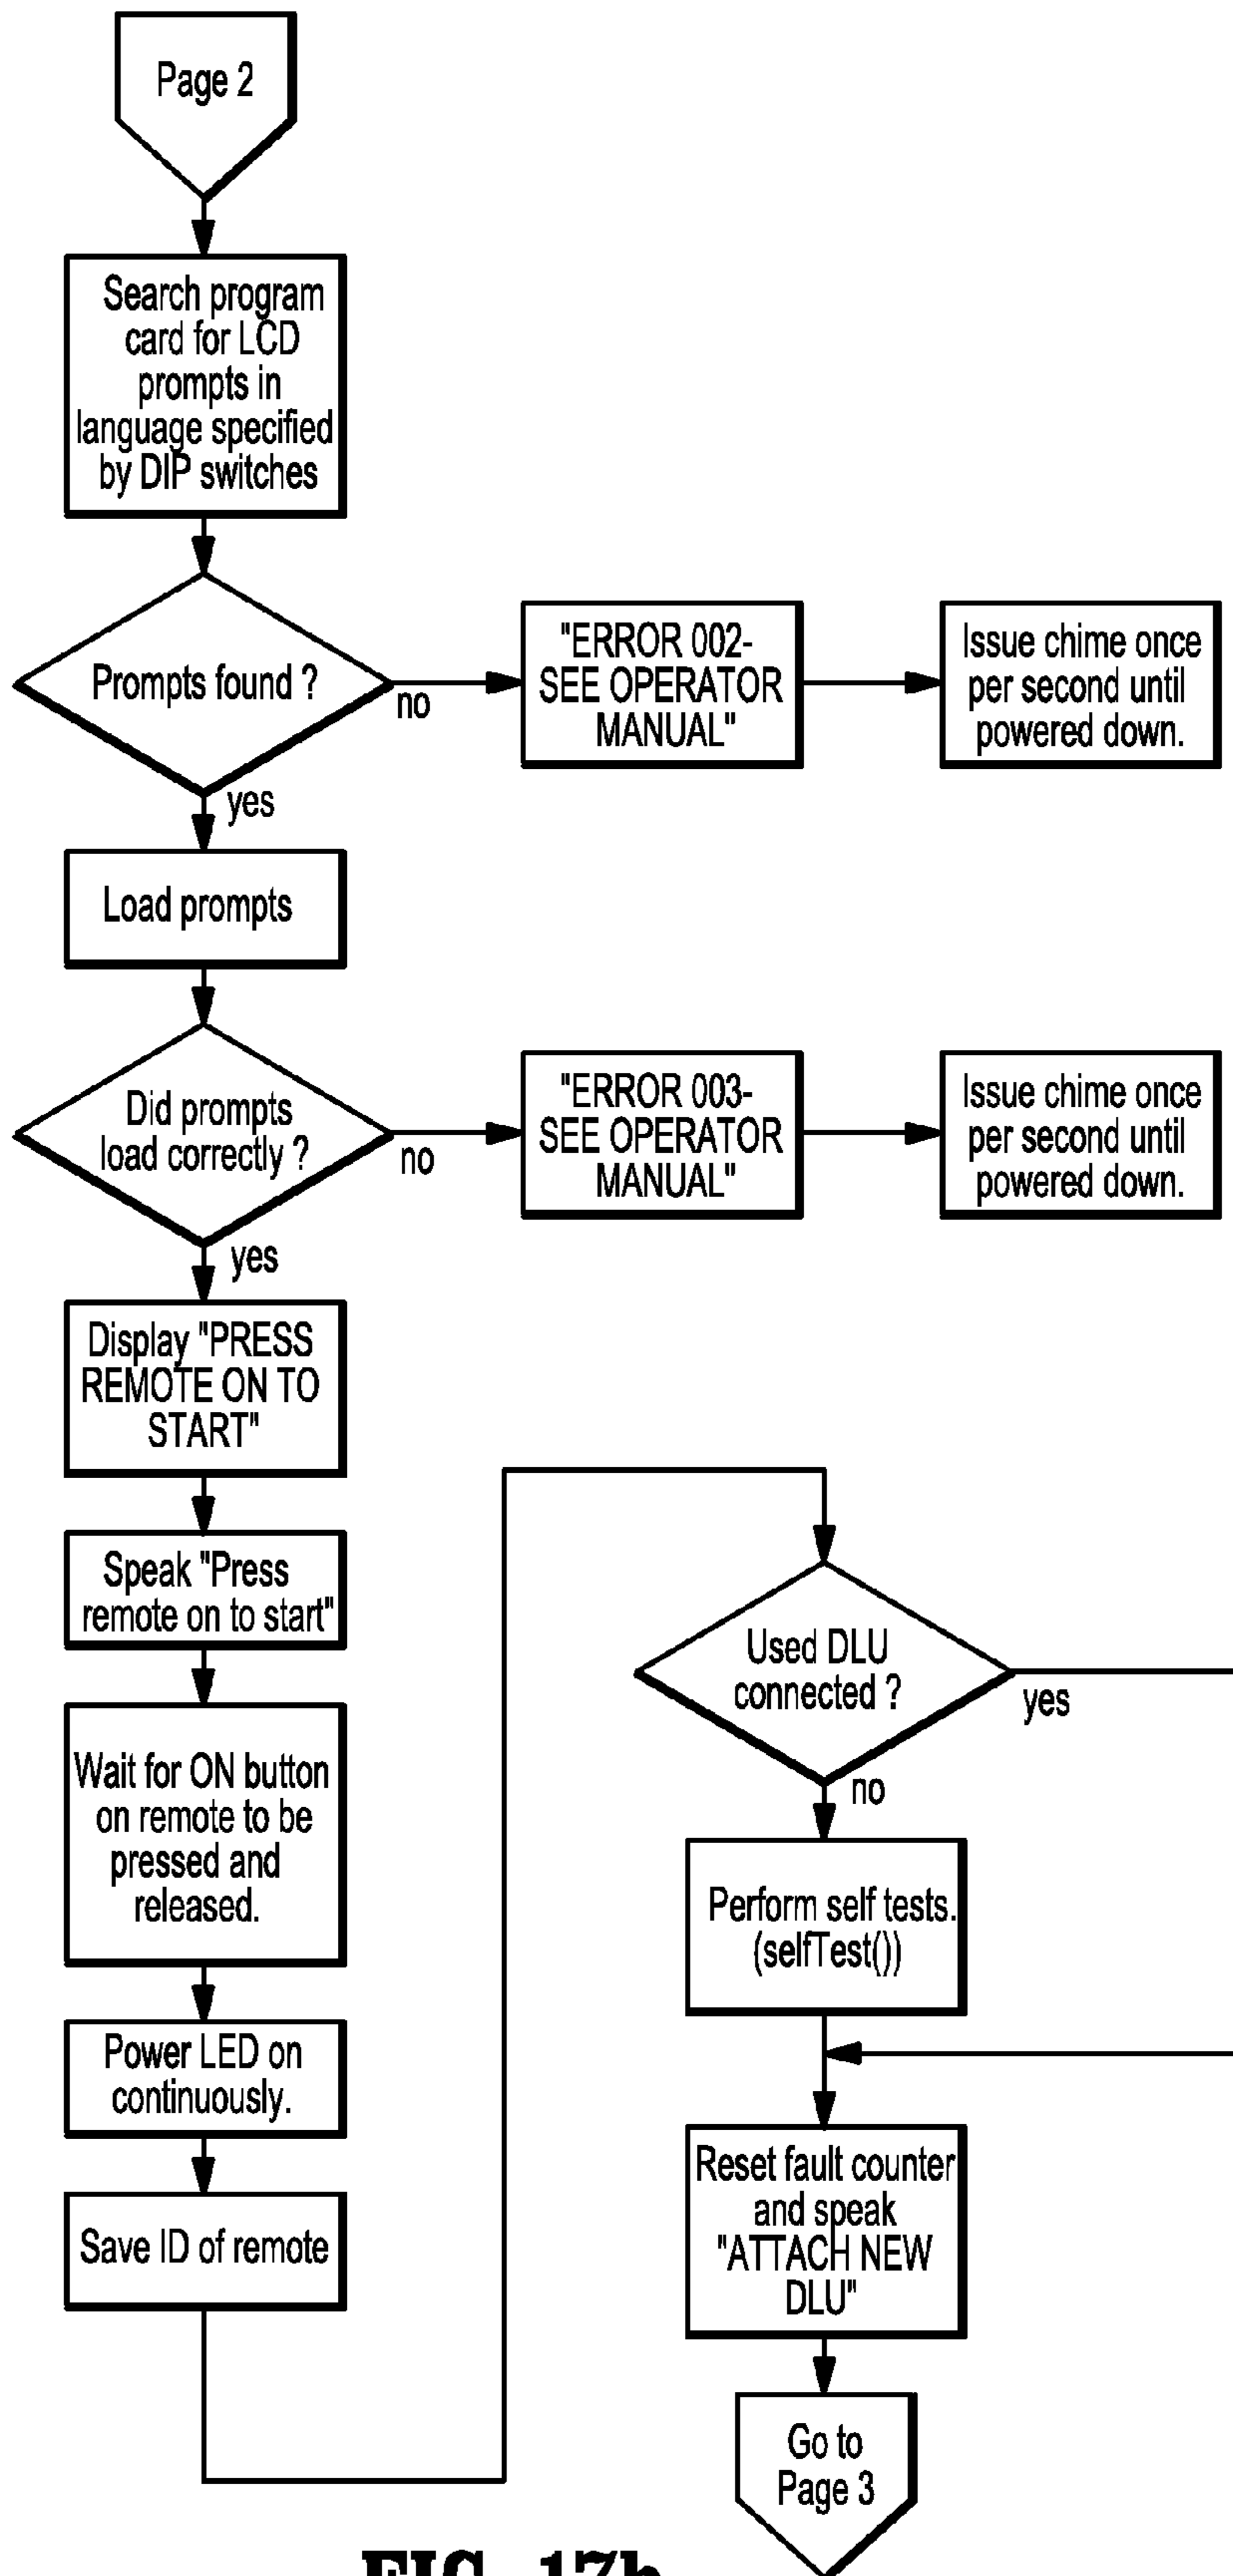 Page 2
Search program
card for LCD
prompts in
language specified
by DIP switches
Prompts found ?
no
"ERROR 002-
SEE OPERATOR
MANUAL"
Issue chime once
per second until
powered down.
yes
Load prompts
Did prompts
load correctly ?
no
"ERROR 003-
SEE OPERATOR
MANUAL"
Issue chime once
per second until
powered down.
yes
Display "PRESS
REMOTE ON TO
START"
Speak "Press
remote on to start"
Wait for ON button
on remote to be
pressed and
released.
Power LED on
continuously.
Save ID of remote
Used DLU
connected ?
yes
no
Perform self tests.
(selfTest())
Reset fault counter
and speak
"ATTACH NEW
DLU"
Go to
Page 3
FIG. 17b